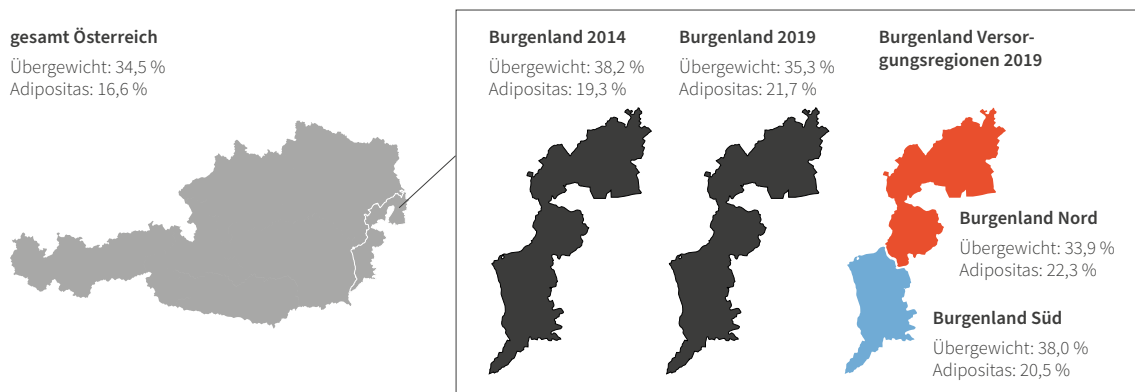 gesamt Österreich
Übergewicht: 34,5 %
Adipositas: 16,6 %
Burgenland 2014
Übergewicht: 38,2 %
Adipositas: 19,3 %
Burgenland 2019
Übergewicht: 35,3 %
Adipositas: 21,7 %
Burgenland Versor-
gungsregionen 2019
Burgenland Nord
Übergewicht: 33,9 %
Adipositas: 22,3 %
Burgenland Süd
Übergewicht: 38,0 %
Adipositas: 20,5 %